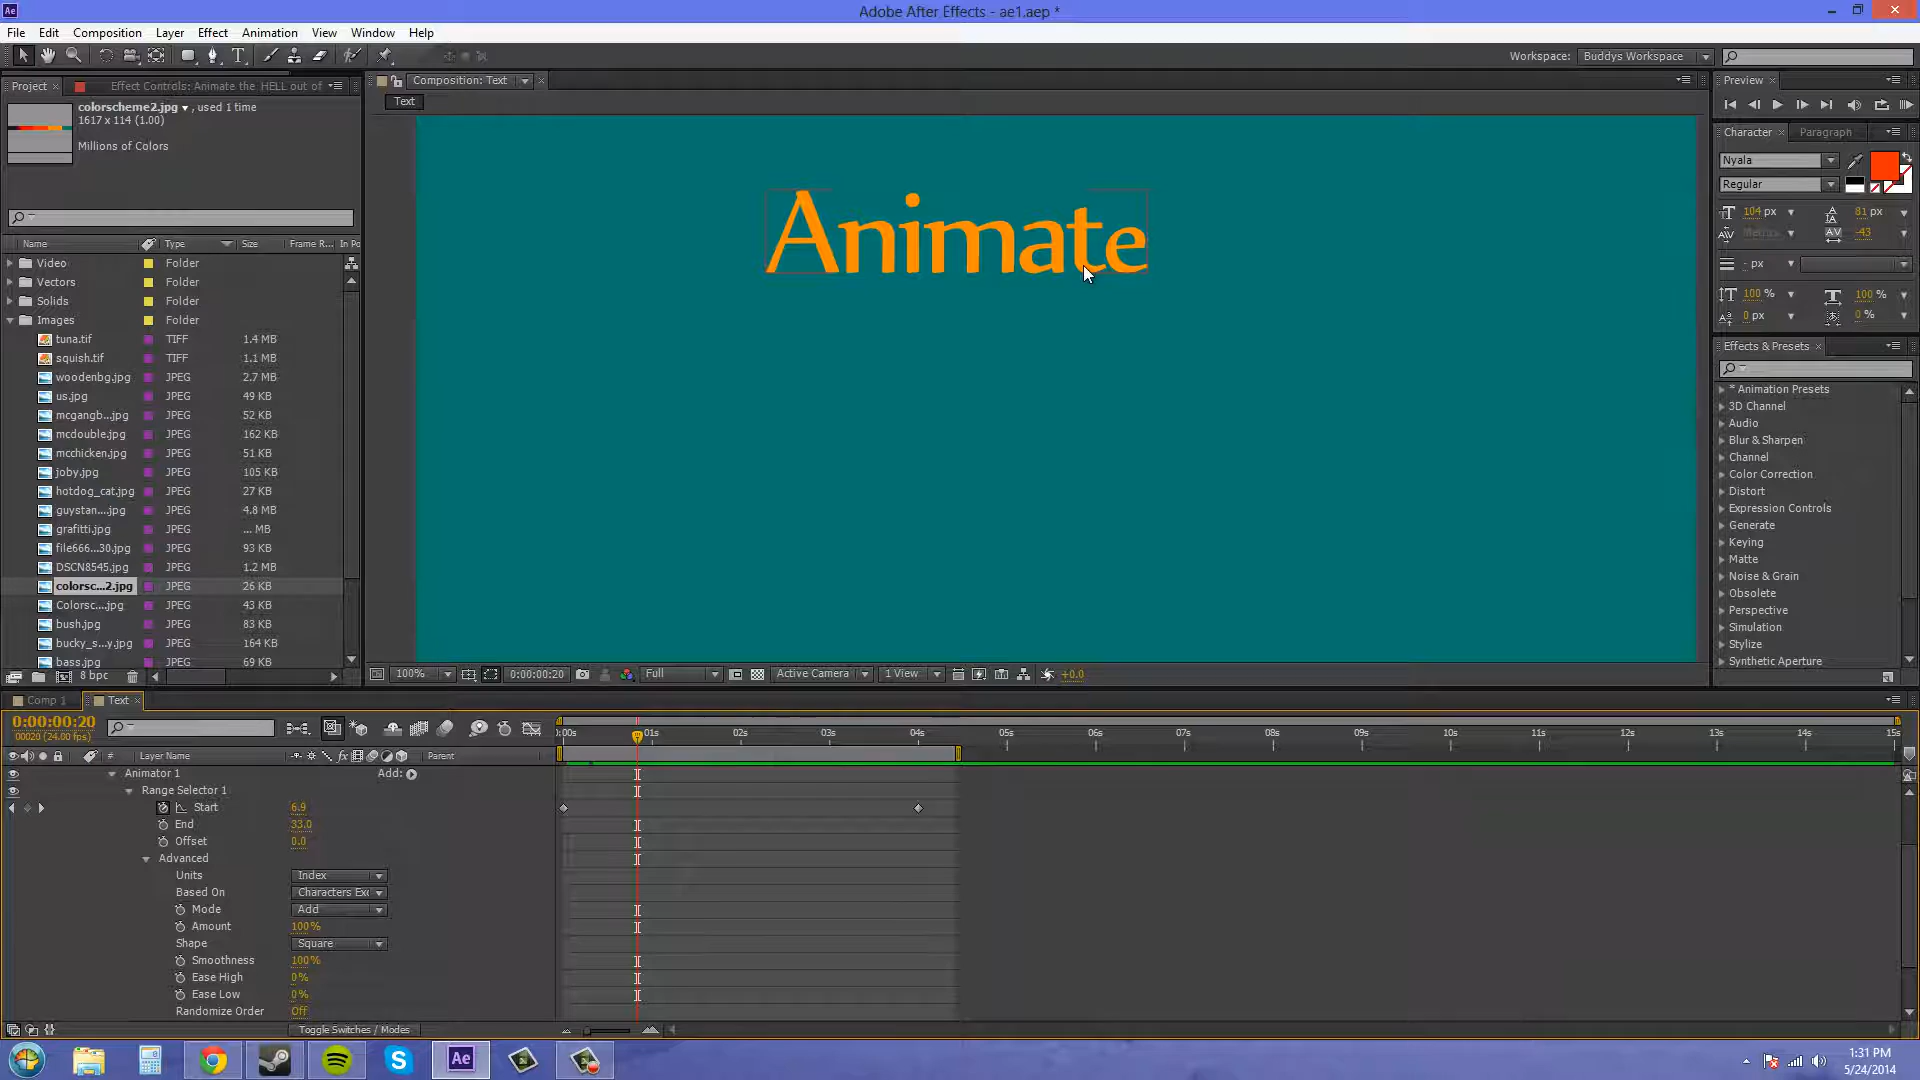 Adobe After Effects - ae1.aep *
File Edit Composition Layer Effect Animation View Window Help
Workspace: Buddys Workspace
Project Effect Controls: Animate the HELL out of
colorscheme2.jpg , used 1 time
1617 x 114 (1.00)
Millions of Colors
Name Type Size Frame R... In Po
Video Folder
Vectors Folder
Solids Folder
Images Folder
tuna.tif TIFF 1.4 MB
squish.tif TIFF 1.1 MB
woodenbg.jpg JPEG 2.7 MB
us.jpg JPEG 49 KB
mcgangb...jpg JPEG 52 KB
mcdouble.jpg JPEG 162 KB
mcchicken.jpg JPEG 51 KB
joby.jpg JPEG 105 KB
hotdog_cat.jpg JPEG 27 KB
guystan....jpg JPEG 4.8 MB
grafitti.jpg JPEG ... MB
file666...30.jpg JPEG 93 KB
DSCN8545.jpg JPEG 1.2 MB
colorsc...2.jpg JPEG 26 KB
Colorsc....jpg JPEG 43 KB
bush.jpg JPEG 83 KB
bucky_s...y.jpg JPEG 164 KB
bass.jpg JPEG 69 KB
8 bpc
Composition: Text
Text
Animate
100% 0:00:00:20 Full Active Camera 1 View +0.0
Preview
Character Paragraph
Nyala
Regular
104 px 81 px
Metrics -43
- px
100 % 100 %
0 px 0 %
Effects & Presets
* Animation Presets
3D Channel
Audio
Blur & Sharpen
Channel
Color Correction
Distort
Expression Controls
Generate
Keying
Matte
Noise & Grain
Obsolete
Perspective
Simulation
Stylize
Synthetic Aperture
Comp 1 Text
0:00:00:20
00020 (24.00 fps)
# Layer Name Parent
:00s 01s 02s 03s 04s 05s 06s 07s 08s 09s 10s 11s 12s 13s 14s 15s
Animator 1 Add:
Range Selector 1
Start 6.9
End 33.0
Offset 0.0
Advanced
Units Index
Based On Characters Exc
Mode Add
Amount 100%
Shape Square
Smoothness 100%
Ease High 0%
Ease Low 0%
Randomize Order Off
Toggle Switches / Modes
Ae
1:31 PM
5/24/2014